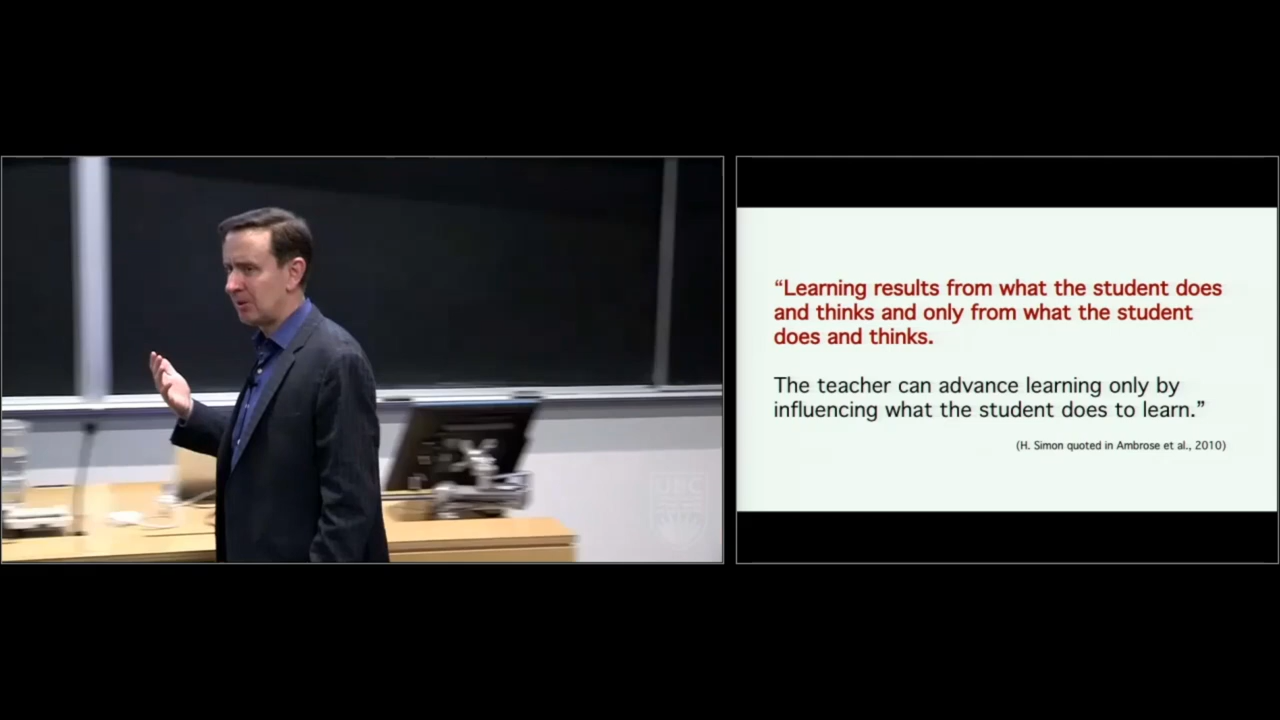 UBC
“Learning results from what the student does
and thinks and only from what the student
does and thinks.
The teacher can advance learning only by
influencing what the student does to learn.”
(H. Simon quoted in Ambrose et al., 2010)